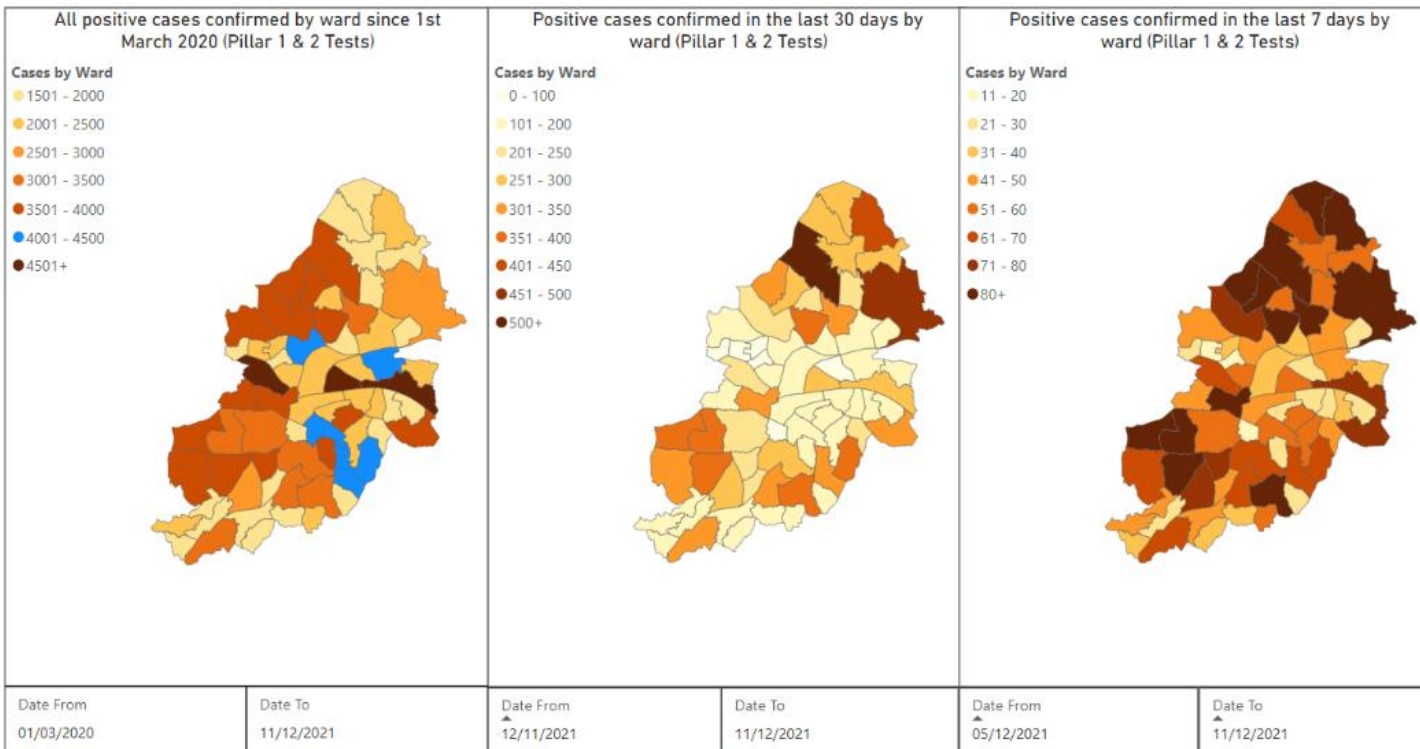 All positive cases confirmed by ward since 1st
March 2020 (Pillar 1 & 2 Tests)
Cases by Ward
1501 - 2000
2001 - 2500
2501 - 3000
3001 - 3500
3501 - 4000
4001 - 4500
4501+
Date From
01/03/2020
Date To
11/12/2021
Positive cases confirmed in the last 30 days by
ward (Pillar 1 & 2 Tests)
Cases by Ward
0 - 100
101 - 200
201 - 250
251 - 300
301 - 350
351 - 400
401 - 450
451 - 500
500+
Date From
12/11/2021
Date To
11/12/2021
Positive cases confirmed in the last 7 days by
ward (Pillar 1 & 2 Tests)
Cases by Ward
11 - 20
21 - 30
31 - 40
41 - 50
51 - 60
61 - 70
71 - 80
80+
Date From
05/12/2021
Date To
11/12/2021